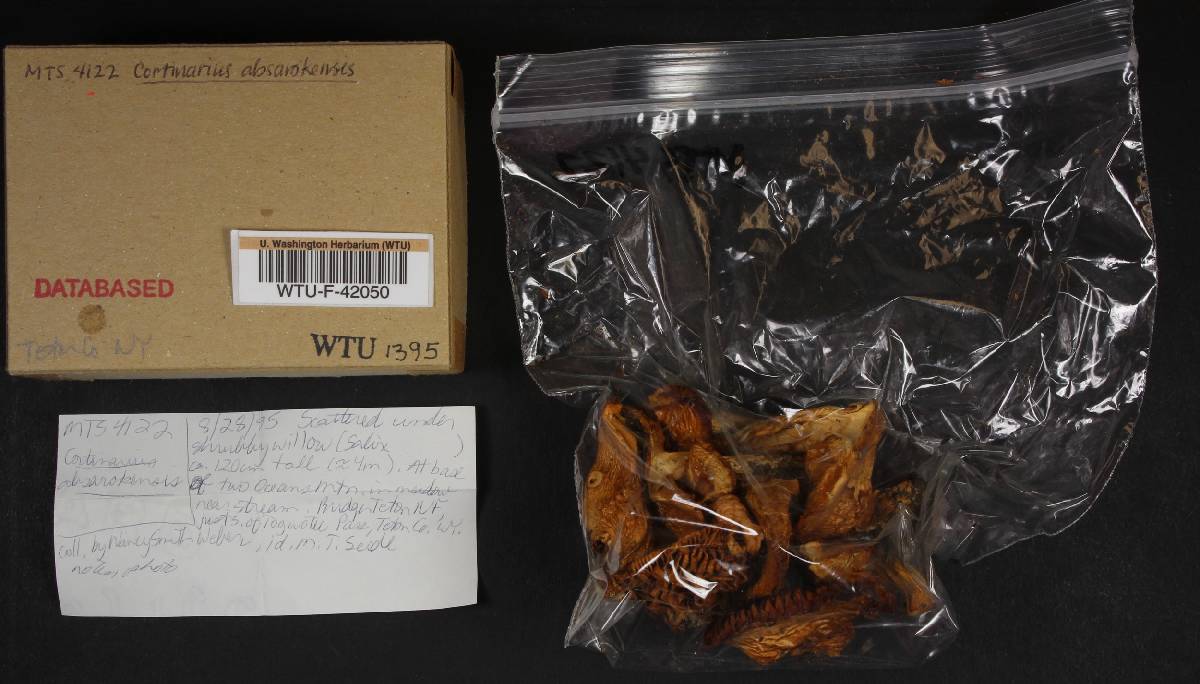 MTS 4122 Cortinarius absarokensis
U. Washington Herbarium (WTU)
WTU-F-42050
DATABASED
Teton Co WY
WTU 1395
MTS 4122
Cortinarius
absarokensis
8/28/95 Scattered under
shrubby willow (Salix )
ca. 120cm tall (≥4m). At base
of two Oceans Mtn in meadow
near stream, Bridger Teton NF
just S. of Togwotee Pass, Teton Co. WY.
coll. by Nancy Smith Weber, id. M. T. Seidl
notes, photo